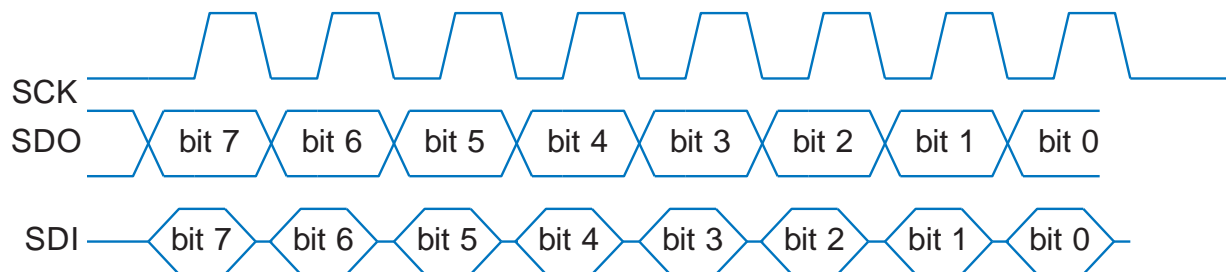 SCK
SDO bit 7 bit 6 bit 5 bit 4 bit 3 bit 2 bit 1 bit 0
SDI bit 7 bit 6 bit 5 bit 4 bit 3 bit 2 bit 1 bit 0